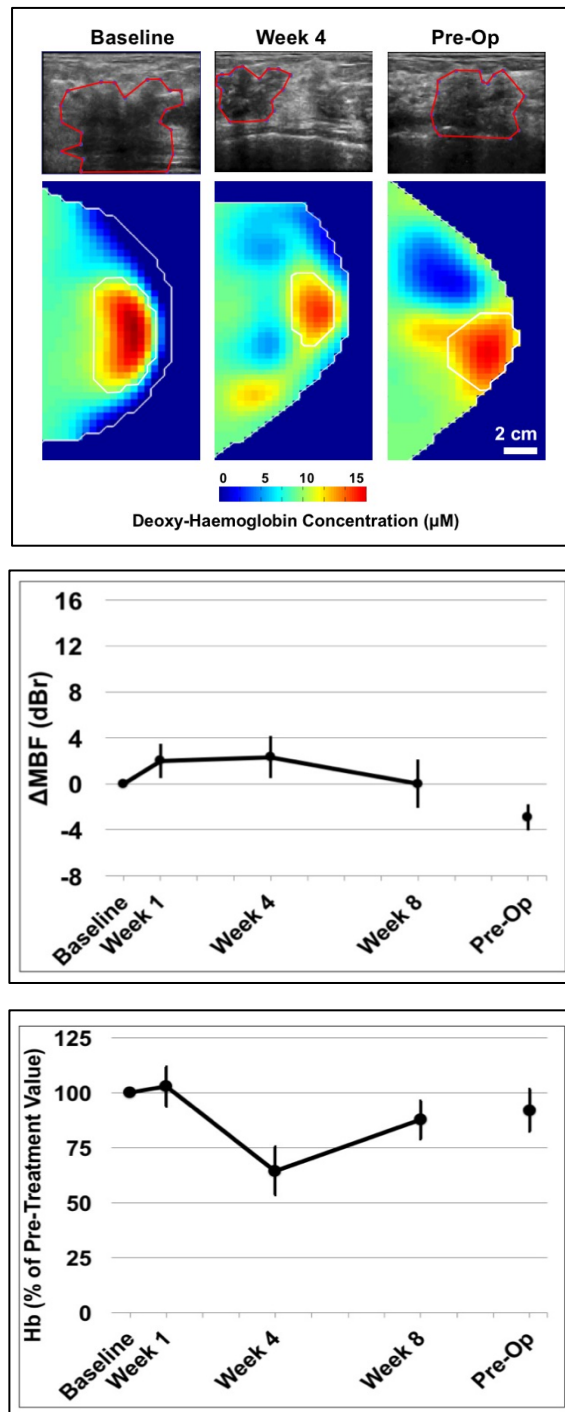 Baseline Week 4 Pre-Op
2 cm
0 5 10 15
Deoxy-Haemoglobin Concentration (µM)
ΔMBF (dBr)
16
12
8
4
0
-4
-8
Baseline
Week 1
Week 4
Week 8
Pre-Op
Hb (% of Pre-Treatment Value)
125
100
75
50
25
0
Baseline
Week 1
Week 4
Week 8
Pre-Op